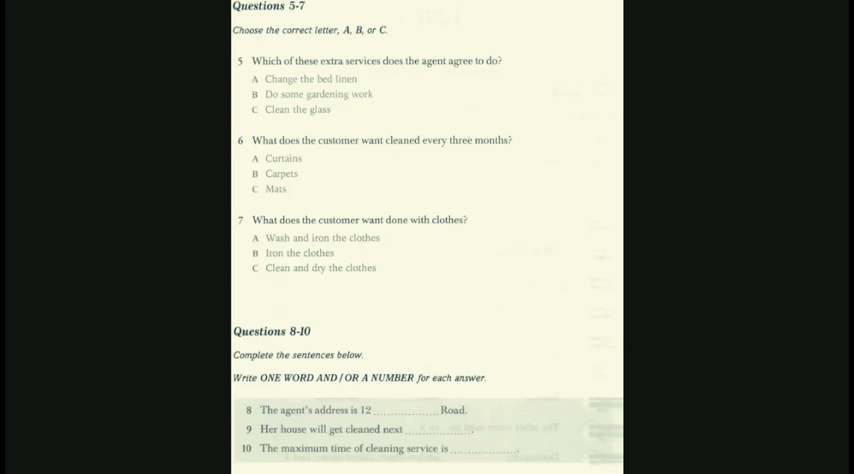 Questions 5-7
Choose the correct letter, A, B, or C.
5 Which of these extra services does the agent agree to do?
A Change the bed linen
B Do some gardening work
C Clean the glass
6 What does the customer want cleaned every three months?
A Curtains
B Carpets
C Mats
7 What does the customer want done with clothes?
A Wash and iron the clothes
B Iron the clothes
C Clean and dry the clothes
Questions 8-10
Complete the sentences below.
Write ONE WORD AND/OR A NUMBER for each answer.
8 The agent's address is 12 .................. Road.
9 Her house will get cleaned next ...................
10 The maximum time of cleaning service is ...................